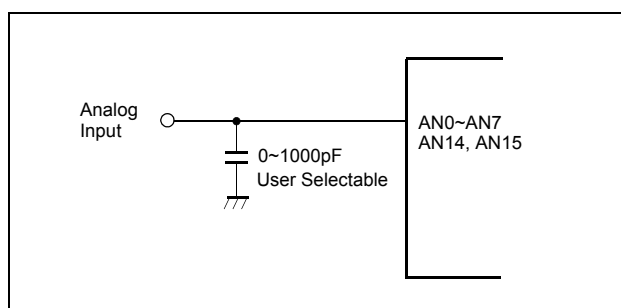 Analog
Input
0~1000pF
User Selectable
AN0~AN7
AN14, AN15